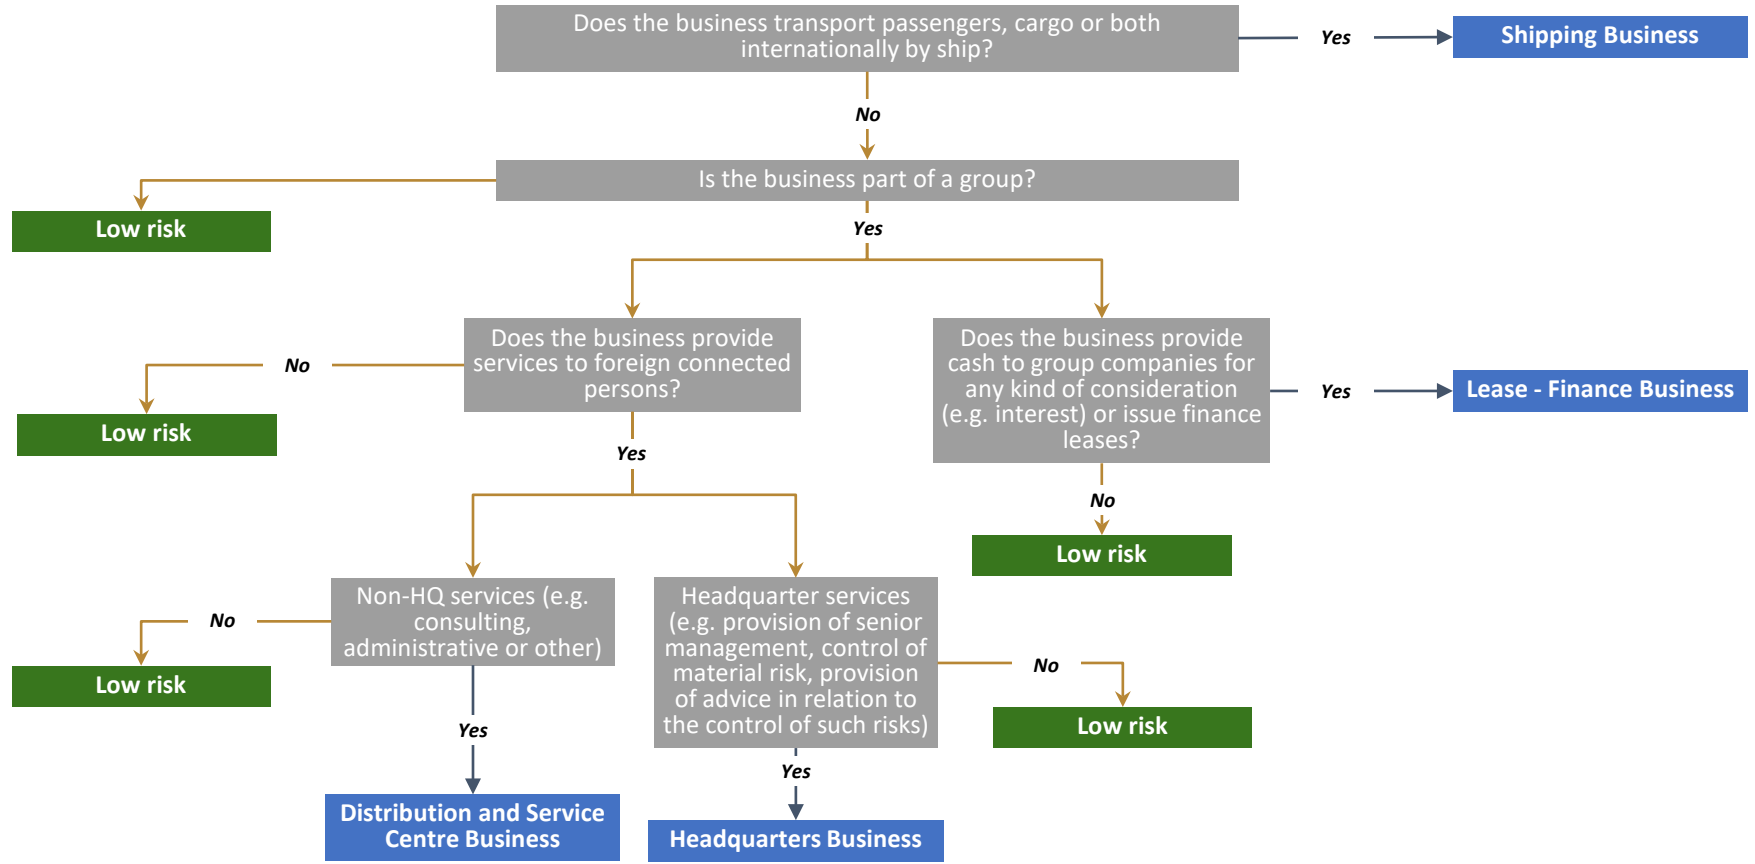 Does the business transport passengers, cargo or both
internationally by ship?
Yes
Shipping Business
No
Is the business part of a group?
Low risk
Yes
Does the business provide
services to foreign connected
persons?
No
Low risk
Does the business provide
cash to group companies for
any kind of consideration
(e.g. interest) or issue finance
leases?
Yes
Lease - Finance Business
Yes
No
Low risk
Non-HQ services (e.g.
consulting,
administrative or other)
No
Low risk
Headquarter services
(e.g. provision of senior
management, control of
material risk, provision
of advice in relation to
the control of such risks)
No
Low risk
Yes
Distribution and Service
Centre Business
Yes
Headquarters Business